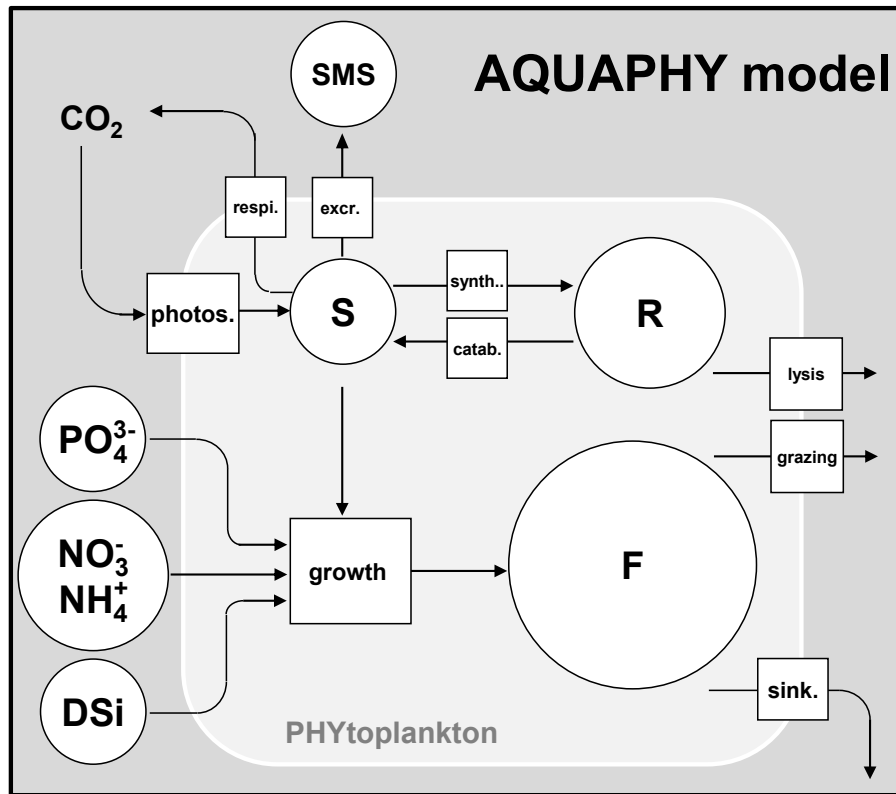 AQUAPHY model
SMS
CO₂
respi.
excr.
synth..
photos.
S
R
catab.
lysis
PO₄³⁻
grazing
NO₃⁻
NH₄⁺
growth
F
DSi
sink.
PHYtoplankton